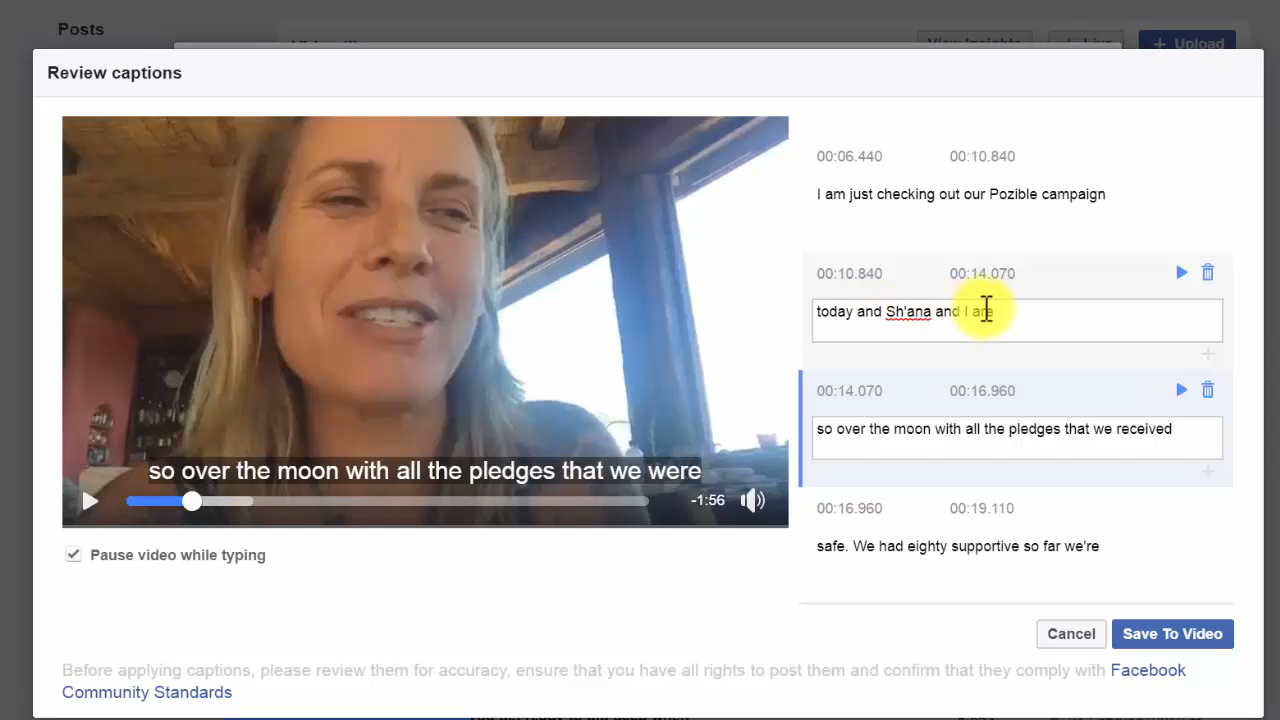 Posts
View Insights
Live
+ Upload
Review captions
00:06.440 00:10.840
I am just checking out our Pozible campaign
00:10.840 00:14.070
today and Sh'ana and I are
00:14.070 00:16.960
so over the moon with all the pledges that we received
so over the moon with all the pledges that we were
-1:56
00:16.960 00:19.110
safe. We had eighty supportive so far we're
Pause video while typing
Cancel Save To Video
Before applying captions, please review them for accuracy, ensure that you have all rights to post them and confirm that they comply with Facebook
Community Standards